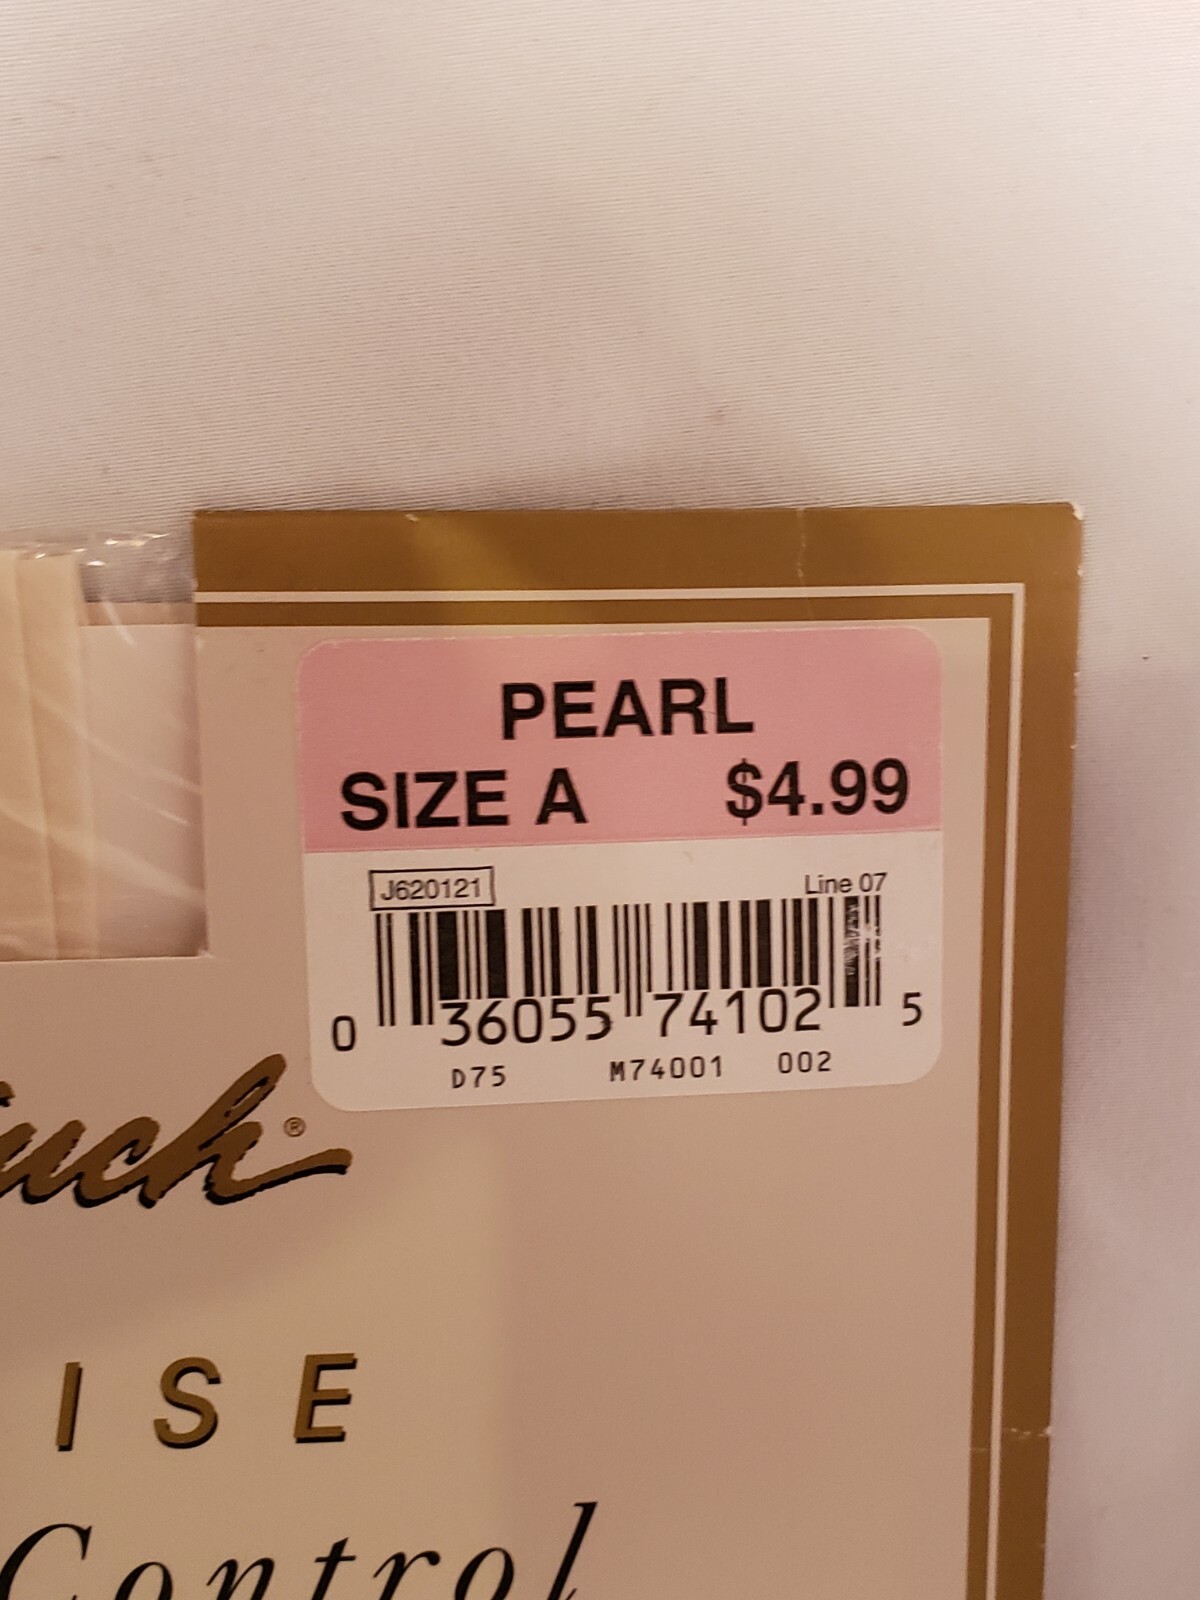 PEARL
SIZE A $4.99
J620121 Line 07
0 36055 74102 5
D75 M74001 002
uch®
ISE
Control